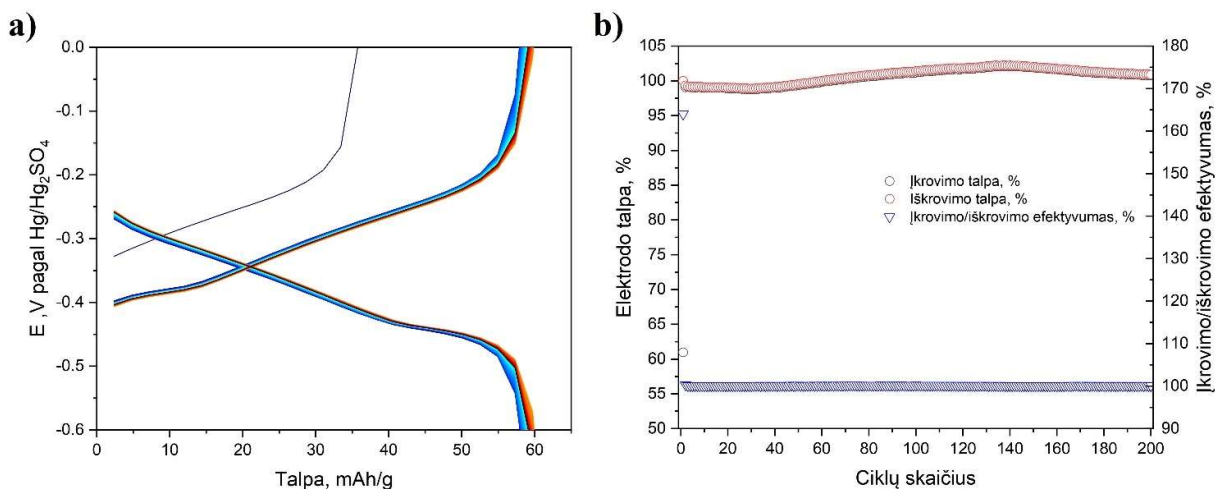 a)
0.0
-0.1
-0.2
-0.3
-0.4
-0.5
-0.6
E ,V pagal Hg/Hg₂SO₄
0 10 20 30 40 50 60
Talpa, mAh/g
b)
105
100
95
90
85
80
75
70
65
60
55
50
Elektrodo talpa, %
Įkrovimo talpa, %
Iškrovimo talpa, %
Įkrovimo/iškrovimo efektyvumas, %
180
170
160
150
140
130
120
110
100
90
Įkrovimo/iškrovimo efektyvumas, %
0 20 40 60 80 100 120 140 160 180 200
Ciklų skaičius